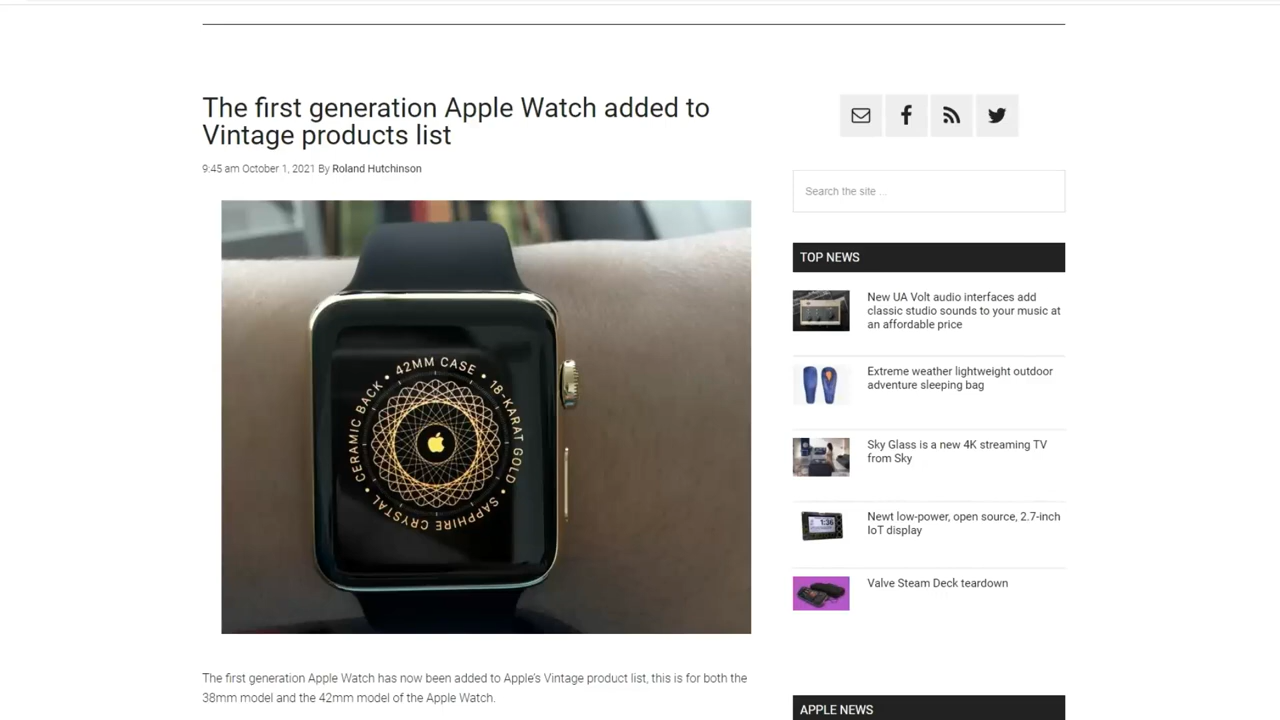 The first generation Apple Watch added to
Vintage products list
9:45 am October 1, 2021 By Roland Hutchinson
42MM CASE • 18-KARAT GOLD • SAPPHIRE CRYSTAL • CERAMIC BACK •
The first generation Apple Watch has now been added to Apple's Vintage product list, this is for both the
38mm model and the 42mm model of the Apple Watch.
Search the site . .
TOP NEWS
New UA Volt audio interfaces add
classic studio sounds to your music at
an affordable price
Extreme weather lightweight outdoor
adventure sleeping bag
Sky Glass is a new 4K streaming TV
from Sky
Newt low-power, open source, 2.7-inch
IoT display
1:36
Valve Steam Deck teardown
APPLE NEWS